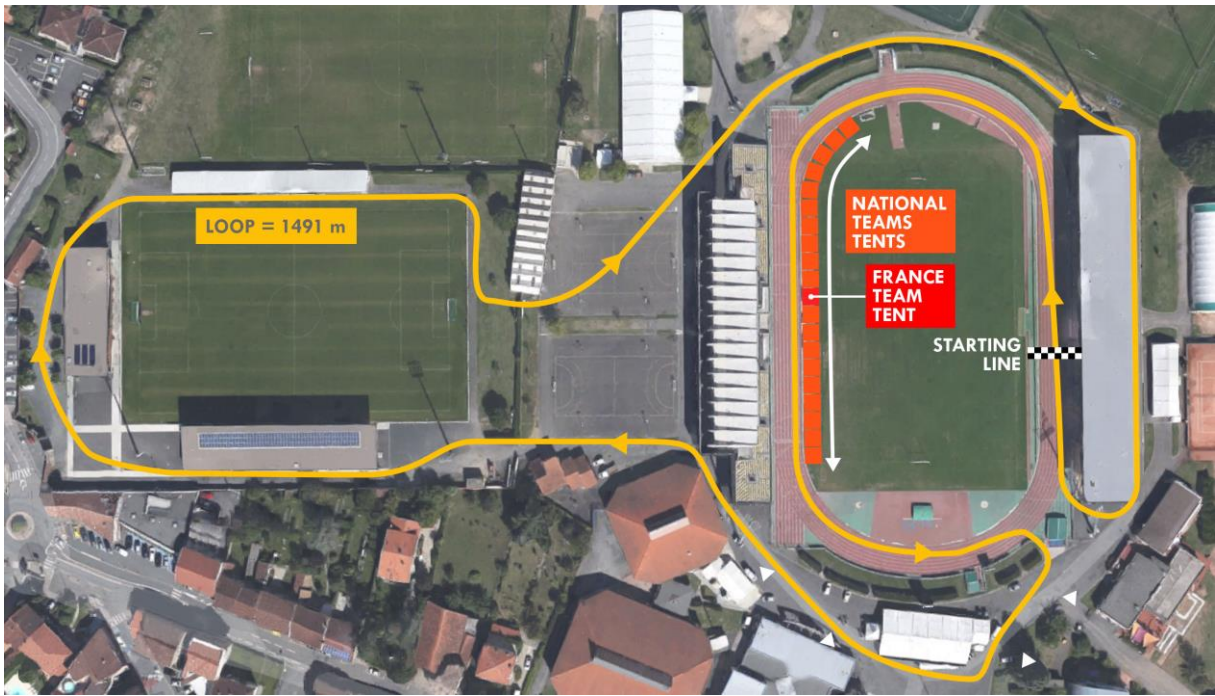 LOOP = 1491 m
NATIONAL
TEAMS
TENTS
FRANCE
TEAM
TENT
STARTING
LINE